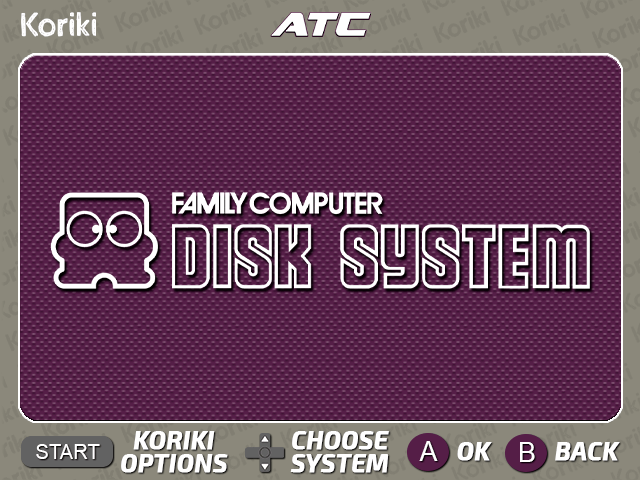 Koriki
ATC
FAMILY COMPUTER
DISK SYSTEM
START
KORIKI
OPTIONS
CHOOSE
SYSTEM
A
OK
B
BACK